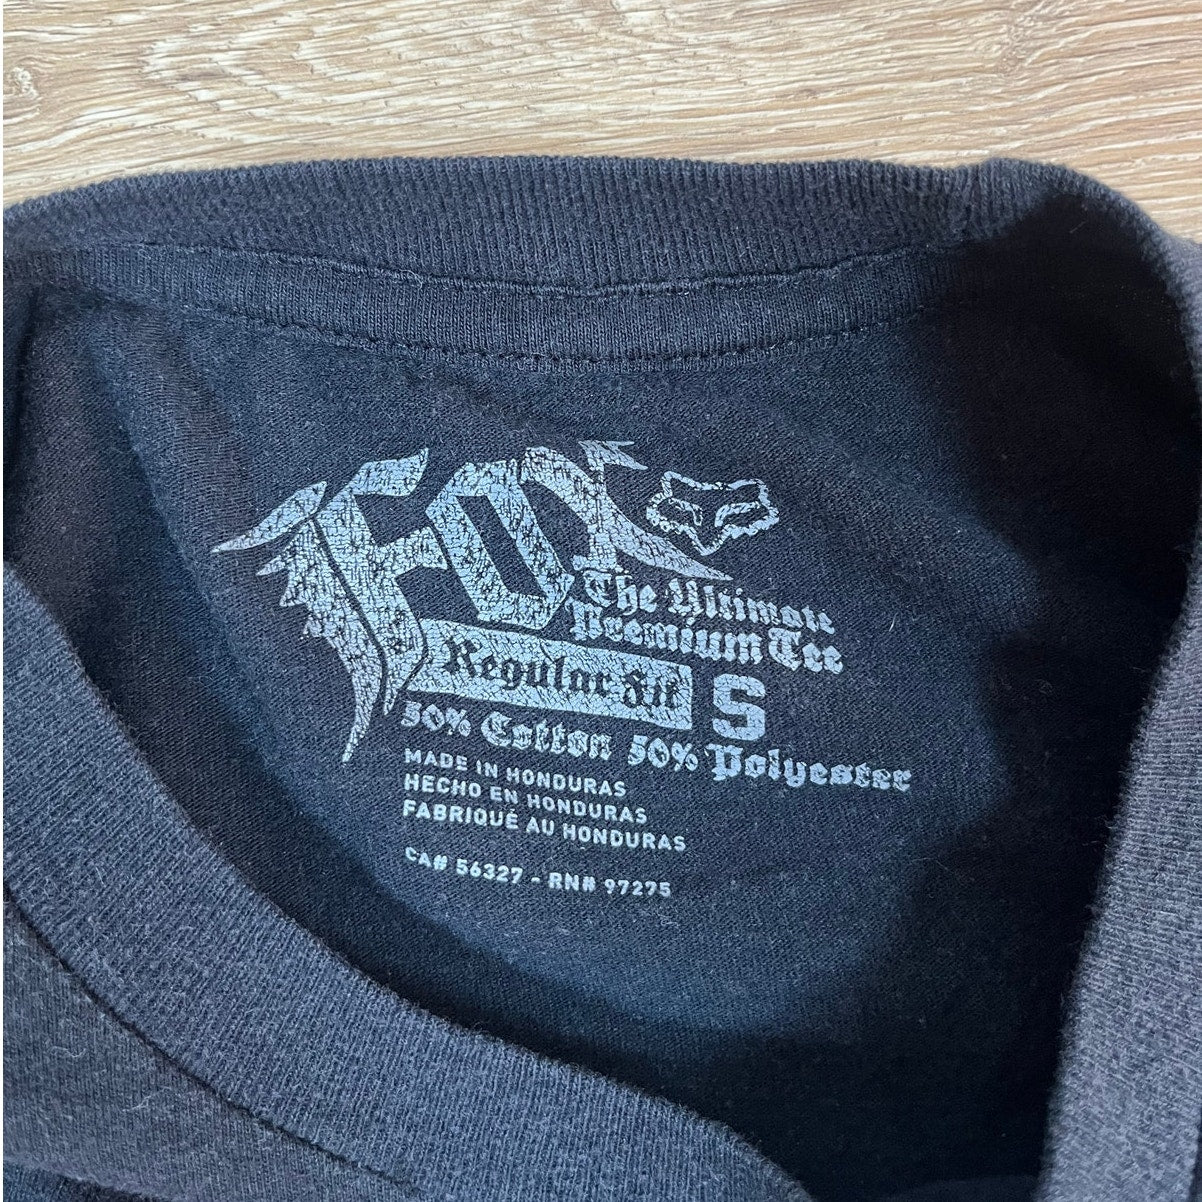 FOX
The Ultimate
Premium Tee
Regular Fit S
50% Cotton 50% Polyester
MADE IN HONDURAS
HECHO EN HONDURAS
FABRIQUÉ AU HONDURAS
CA# 56327 - RN# 97275